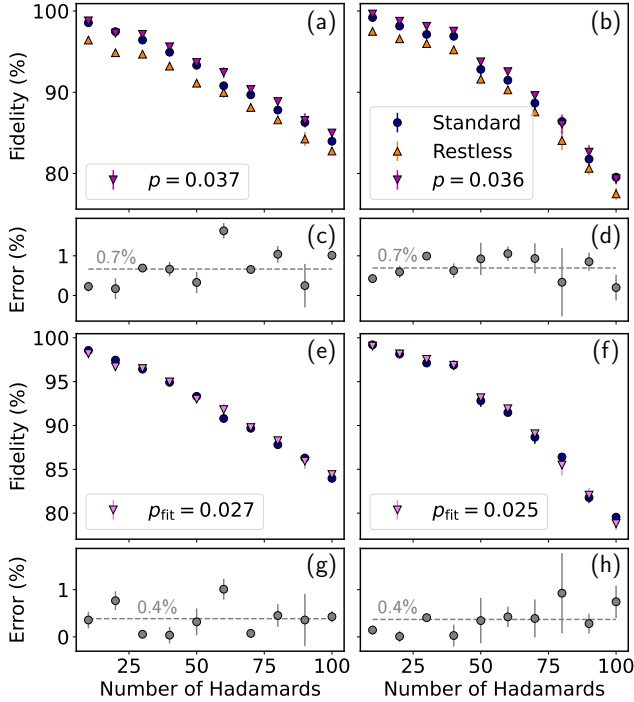 100
90
80
Fidelity (%)
(a)
p = 0.037
(b)
Standard
Restless
p = 0.036
1
0
Error (%)
(c)
0.7%
(d)
0.7%
100
95
90
85
80
Fidelity (%)
(e)
p_fit = 0.027
(f)
p_fit = 0.025
1
0
Error (%)
(g)
0.4%
(h)
0.4%
25 50 75 100
25 50 75 100
Number of Hadamards
Number of Hadamards